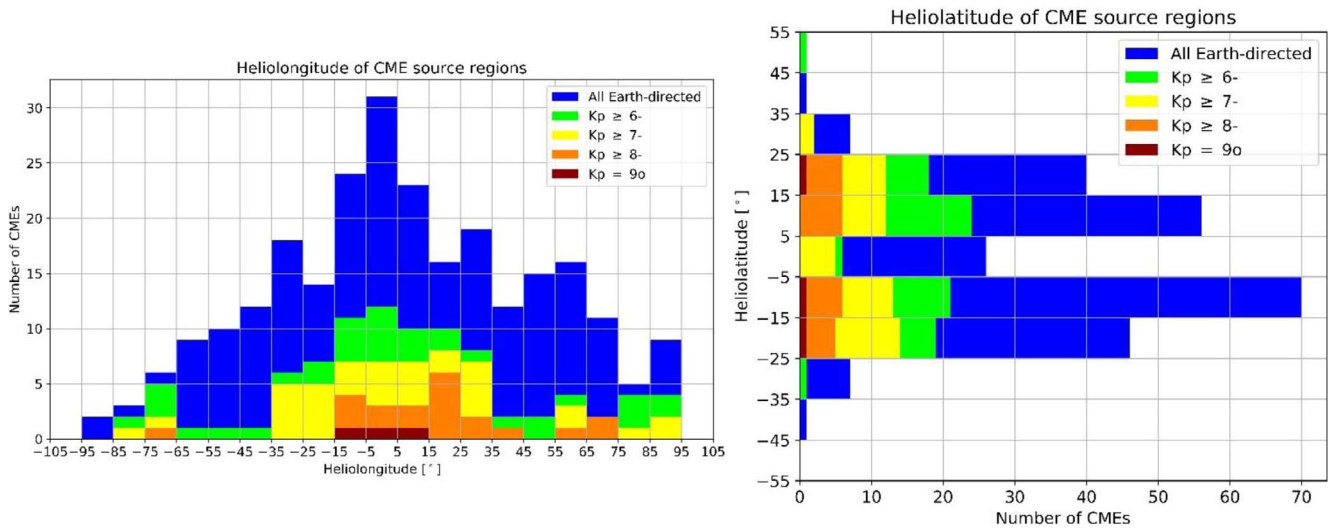 Heliolongitude of CME source regions
Number of CMEs
30
25
20
15
10
5
0
All Earth-directed
Kp ≥ 6-
Kp ≥ 7-
Kp ≥ 8-
Kp = 9o
−105 −95 −85 −75 −65 −55 −45 −35 −25 −15 −5 5 15 25 35 45 55 65 75 85 95 105
Heliolongitude [°]
Heliolatitude of CME source regions
Heliolatitude [°]
55
45
35
25
15
5
−5
−15
−25
−35
−45
−55
All Earth-directed
Kp ≥ 6-
Kp ≥ 7-
Kp ≥ 8-
Kp = 9o
0 10 20 30 40 50 60 70
Number of CMEs